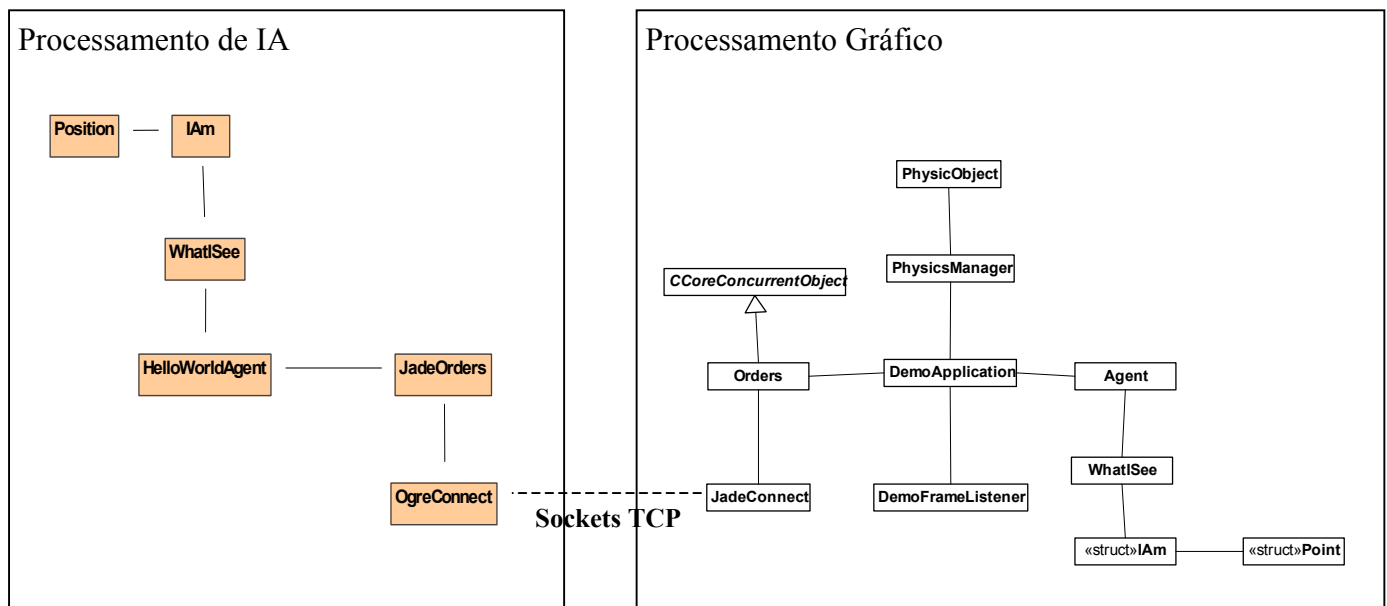 Processamento de IA
Position
IAm
WhatISee
HelloWorldAgent
JadeOrders
OgreConnect
Sockets TCP
Processamento Gráfico
PhysicObject
PhysicsManager
CCoreConcurrentObject
Orders
DemoApplication
Agent
WhatISee
JadeConnect
DemoFrameListener
«struct»IAm
«struct»Point